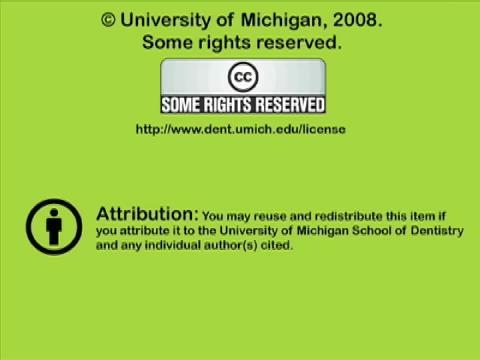 © University of Michigan, 2008.
Some rights reserved.
cc
SOME RIGHTS RESERVED
http://www.dent.umich.edu/license
Attribution: You may reuse and redistribute this item if
you attribute it to the University of Michigan School of Dentistry
and any individual author(s) cited.